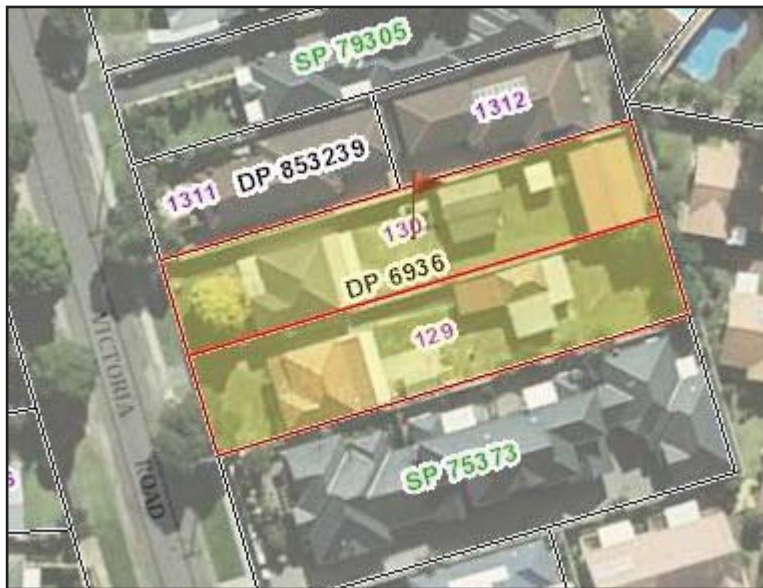 SP 79305
1312
1311
DP 853239
130
DP 6936
129
VICTORIA
ROAD
SP 75373